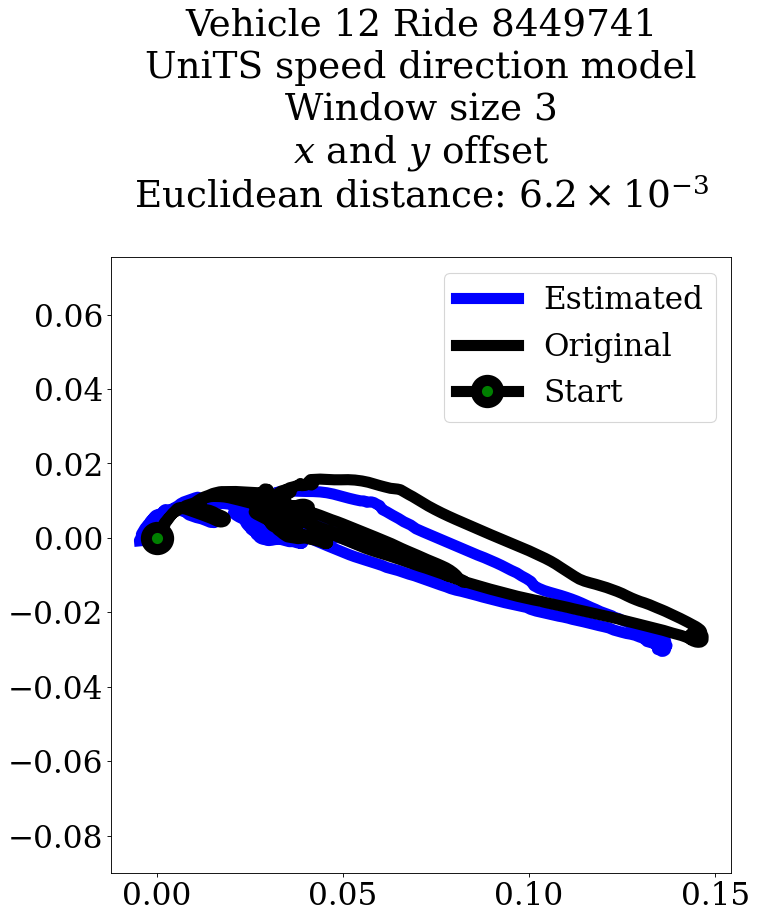 Vehicle 12 Ride 8449741
UniTS speed direction model
Window size 3
x and y offset
Euclidean distance: 6.2 × 10⁻³
Estimated
Original
Start
0.06
0.04
0.02
0.00
−0.02
−0.04
−0.06
−0.08
0.00 0.05 0.10 0.15